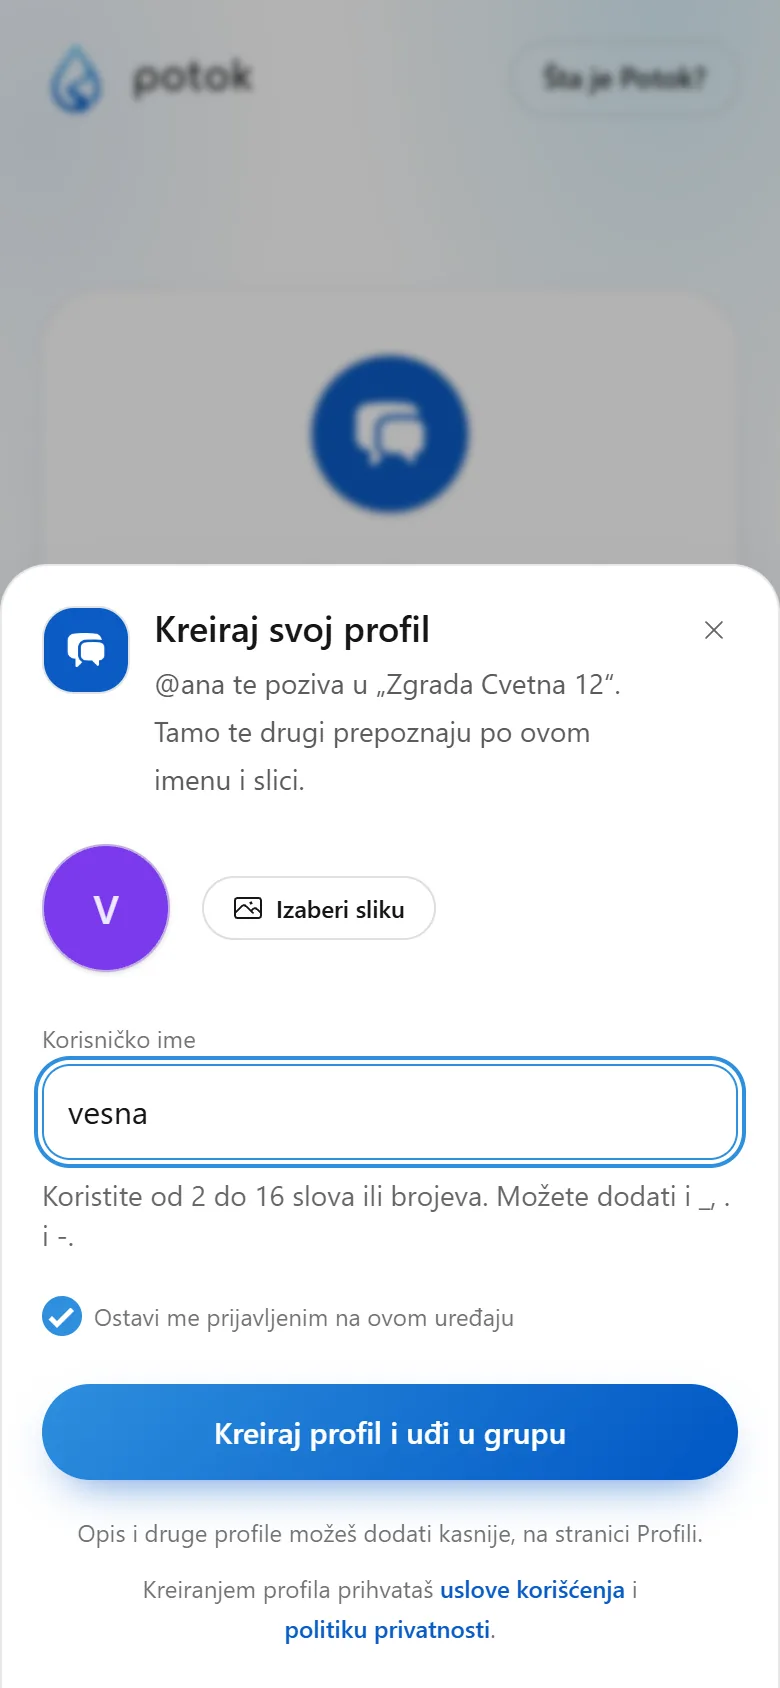 potok
Šta je Potok?
Kreiraj svoj profil
@ana te poziva u „Zgrada Cvetna 12“.
Tamo te drugi prepoznaju po ovom
imenu i slici.
V
Izaberi sliku
Korisničko ime
vesna
Koristite od 2 do 16 slova ili brojeva. Možete dodati i _, .
i -.
Ostavi me prijavljenim na ovom uređaju
Kreiraj profil i uđi u grupu
Opis i druge profile možeš dodati kasnije, na stranici Profili.
Kreiranjem profila prihvataš uslove korišćenja i
politiku privatnosti.